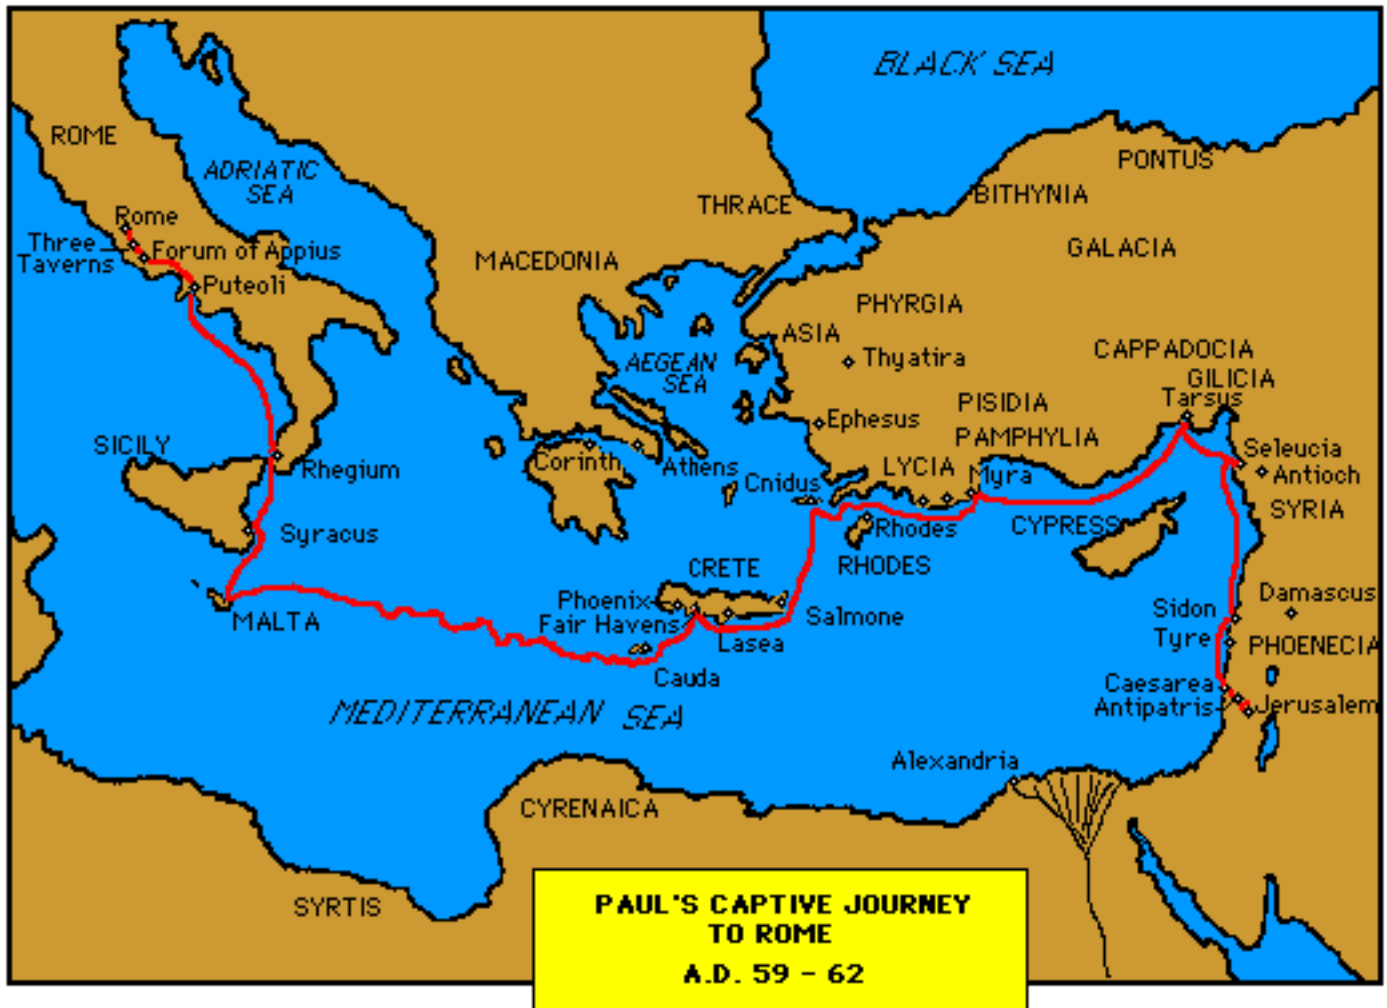 BLACK SEA
ROME
ADRIATIC
SEA
PONTUS
BITHYNIA
THRACE
Rome
Three
Taverns
Forum of Appius
Puteoli
MACEDONIA
GALACIA
PHYRGIA
ASIA
Thyatira
AEGEAN
SEA
CAPPADOCIA
GILICIA
Tarsus
PISIDIA
PAMPHYLIA
Ephesus
SICILY
Rhegium
Corinth
Athens
Cnidus
LYCIA
Myra
Seleucia
Antioch
SYRIA
Syracus
Rhodes
RHODES
CYPRESS
CRETE
MALTA
Phoenix
Fair Havens
Lasea
Salmone
Cauda
Sidon
Tyre
Damascus
PHOENECIA
Caesarea
Antipatris
Jerusalem
MEDITERRANEAN SEA
Alexandria
CYRENAICA
SYRTIS
PAUL'S CAPTIVE JOURNEY
TO ROME
A.D. 59 - 62